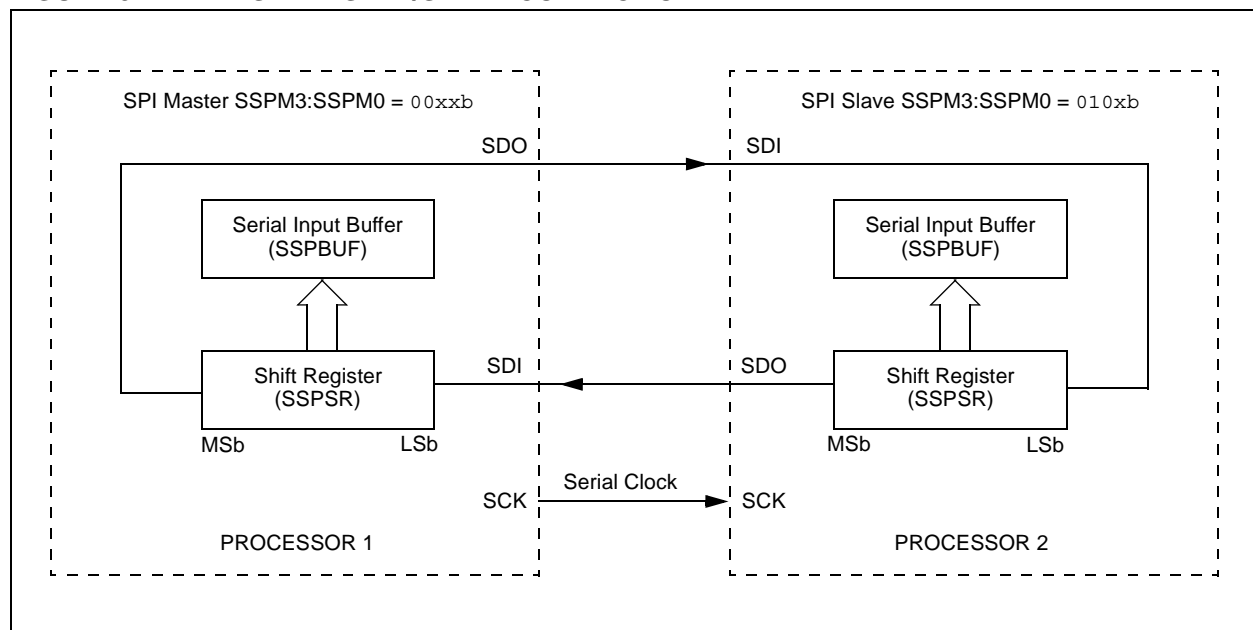 SPI Master SSPM3:SSPM0 = 00xxb
SPI Slave SSPM3:SSPM0 = 010xb
SDO
SDI
Serial Input Buffer
(SSPBUF)
Serial Input Buffer
(SSPBUF)
SDI
SDO
Shift Register
(SSPSR)
Shift Register
(SSPSR)
MSb
LSb
MSb
LSb
Serial Clock
SCK
SCK
PROCESSOR 1
PROCESSOR 2